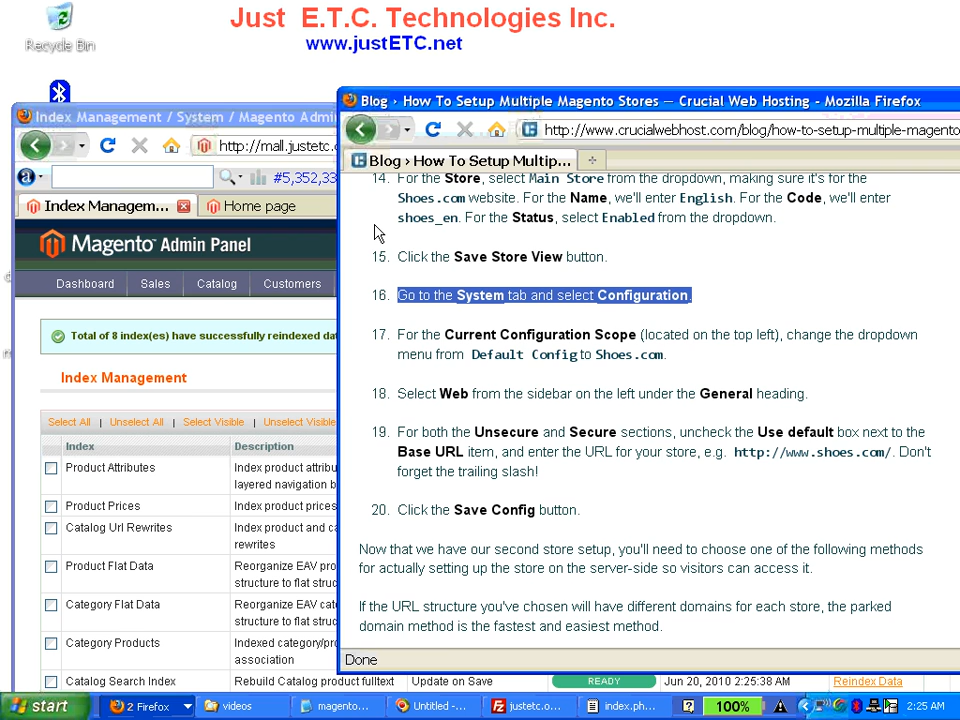 Just E.T.C. Technologies Inc.
www.justETC.net
Recycle Bin
Index Management / System / Magento Admi
http://mall.justetc.c
#5,352,33
Index Managem...
Home page
Magento Admin Panel
Dashboard
Sales
Catalog
Customers
Total of 8 index(es) have successfully reindexed dat
Index Management
Select All | Unselect All | Select Visible | Unselect Visible
Index
Description
Product Attributes
Index product attribu
layered navigation b
Product Prices
Index product prices
Catalog Url Rewrites
Index product and ca
rewrites
Product Flat Data
Reorganize EAV pro
structure to flat struc
Category Flat Data
Reorganize EAV cat
structure to flat struc
Category Products
Indexed category/pro
association
Catalog Search Index
Rebuild Catalog product fulltext
Update on Save
READY
Jun 20, 2010 2:25:38 AM
Reindex Data
Blog › How To Setup Multiple Magento Stores — Crucial Web Hosting - Mozilla Firefox
http://www.crucialwebhost.com/blog/how-to-setup-multiple-magento
Blog › How To Setup Multip...
14. For the Store, select Main Store from the dropdown, making sure it's for the
Shoes.com website. For the Name, we'll enter English. For the Code, we'll enter
shoes_en. For the Status, select Enabled from the dropdown.
15. Click the Save Store View button.
16. Go to the System tab and select Configuration.
17. For the Current Configuration Scope (located on the top left), change the dropdown
menu from Default Config to Shoes.com.
18. Select Web from the sidebar on the left under the General heading.
19. For both the Unsecure and Secure sections, uncheck the Use default box next to the
Base URL item, and enter the URL for your store, e.g. http://www.shoes.com/. Don't
forget the trailing slash!
20. Click the Save Config button.
Now that we have our second store setup, you'll need to choose one of the following methods
for actually setting up the store on the server-side so visitors can access it.
If the URL structure you've chosen will have different domains for each store, the parked
domain method is the fastest and easiest method.
Done
start
2 Firefox
videos
magento...
Untitled -...
justetc.o...
index.ph...
100%
2:25 AM